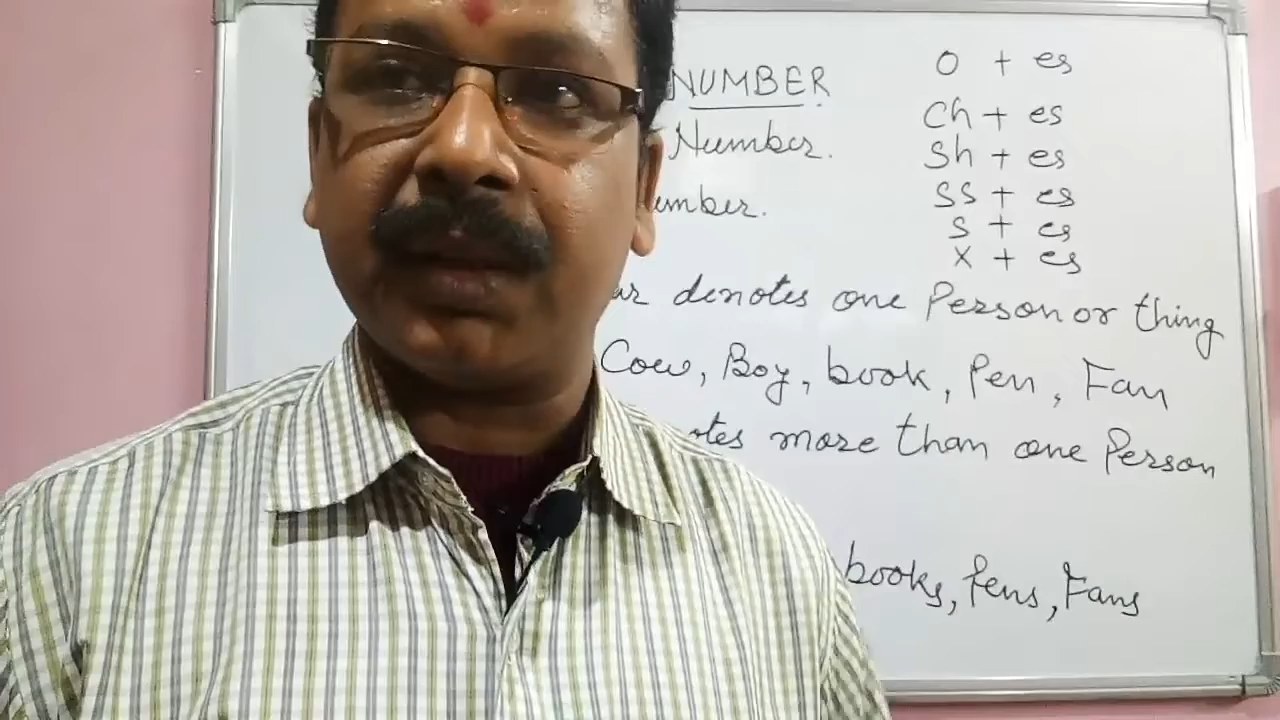 NUMBER
Number.
umber.
O + es
Ch + es
Sh + es
SS + es
S + es
X + es
ar denotes one Person or thing
Cow, Boy, book, Pen, Fan
otes more than one Person
books, Pens, Fans